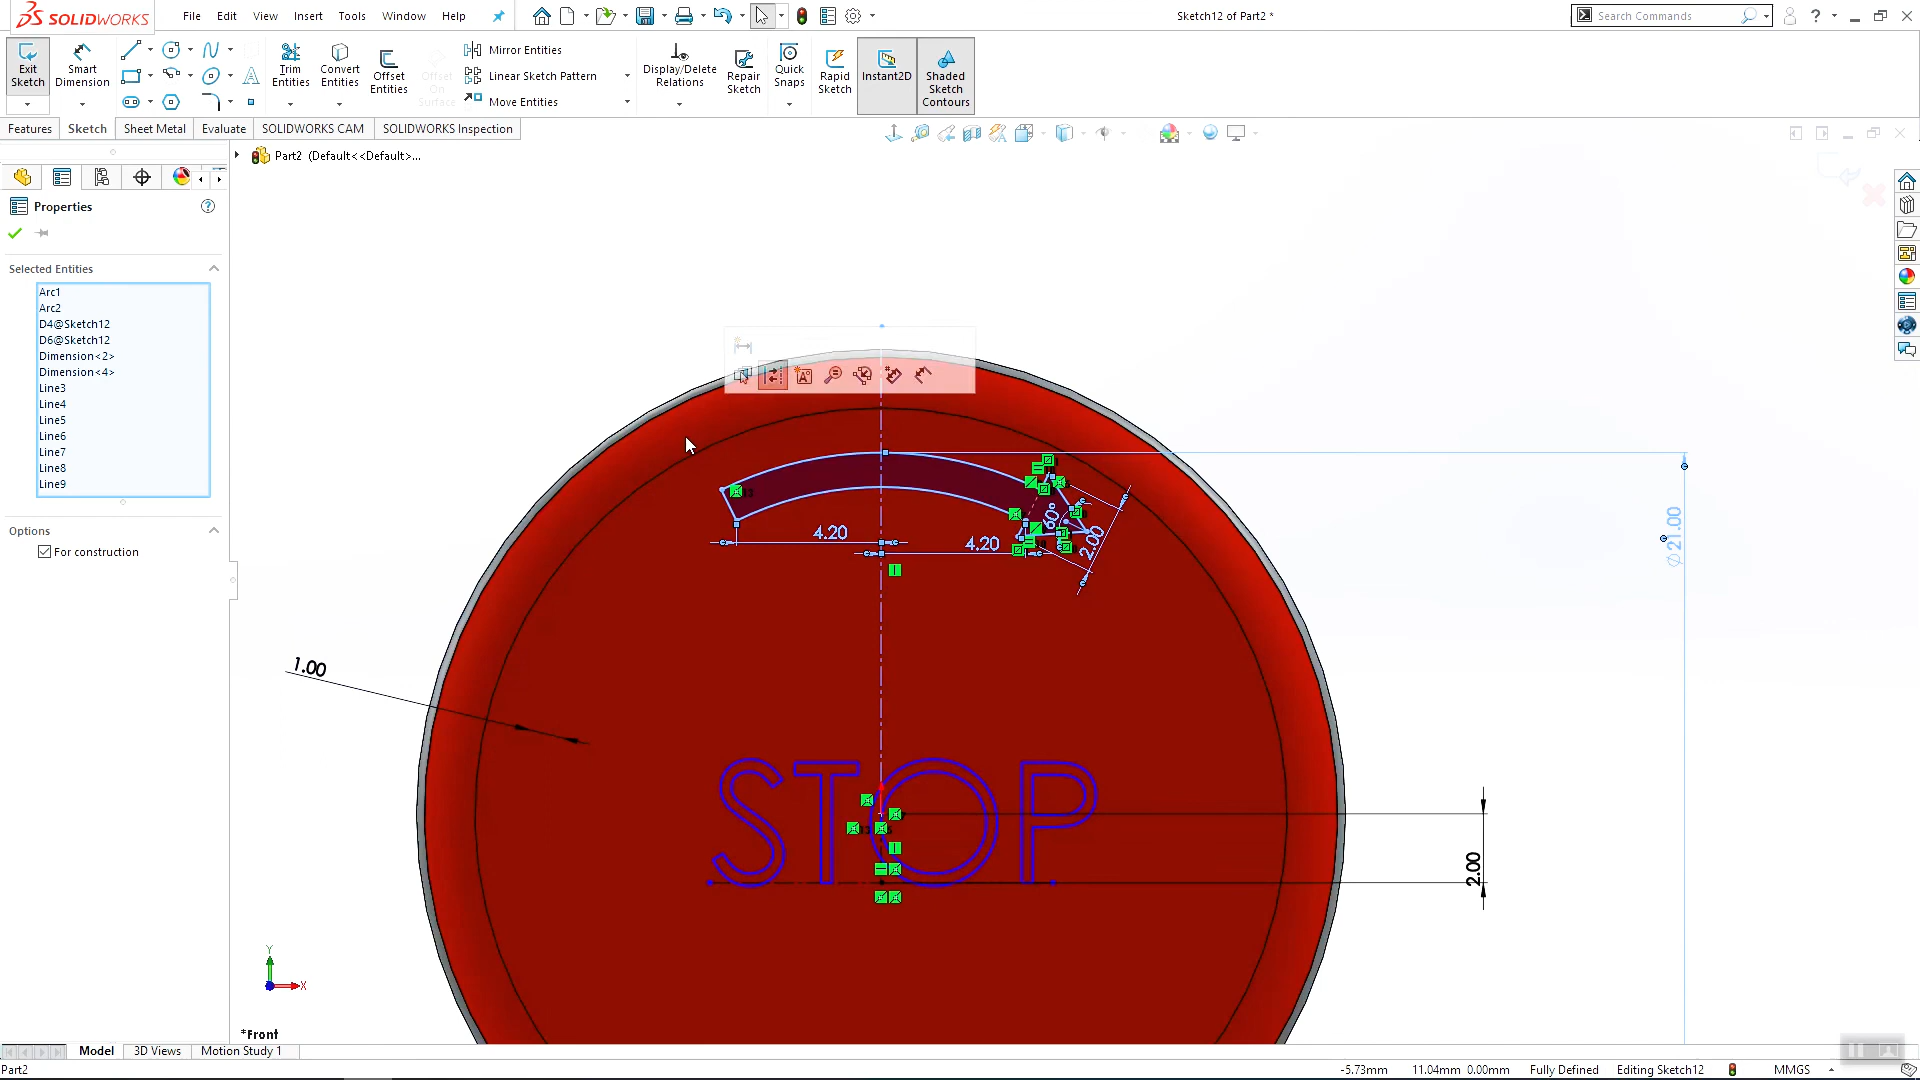 SOLIDWORKS
File Edit View Insert Tools Window Help
Sketch12 of Part2 *
Search Commands
Exit Sketch
Smart Dimension
Trim Entities
Convert Entities
Offset Entities
Offset On Surface
Mirror Entities
Linear Sketch Pattern
Move Entities
Display/Delete Relations
Repair Sketch
Quick Snaps
Rapid Sketch
Instant2D
Shaded Sketch Contours
Features Sketch Sheet Metal Evaluate SOLIDWORKS CAM SOLIDWORKS Inspection
Part2 (Default<<Default>...
Properties
Selected Entities
Arc1
Arc2
D4@Sketch12
D6@Sketch12
Dimension<2>
Dimension<4>
Line3
Line4
Line5
Line6
Line7
Line8
Line9
Options
For construction
4.20
4.20
60°
2.00
∅21.00
1.00
STOP
2.00
Y
X
*Front
Model 3D Views Motion Study 1
Part2
-5.73mm 11.04mm 0.00mm Fully Defined Editing Sketch12 MMGS